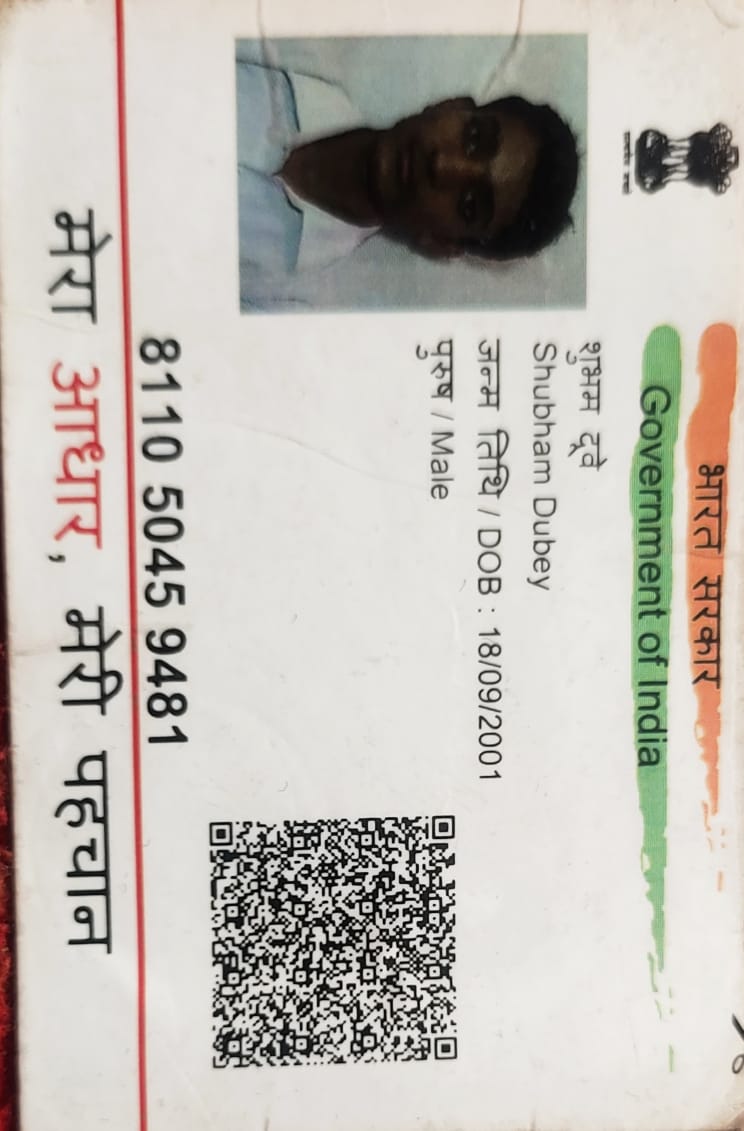 भारत सरकार
Government of India
शुभम दूवे
Shubham Dubey
जन्म तिथि / DOB : 18/09/2001
पुरुष / Male
8110 5045 9481
मेरा आधार, मेरी पहचान